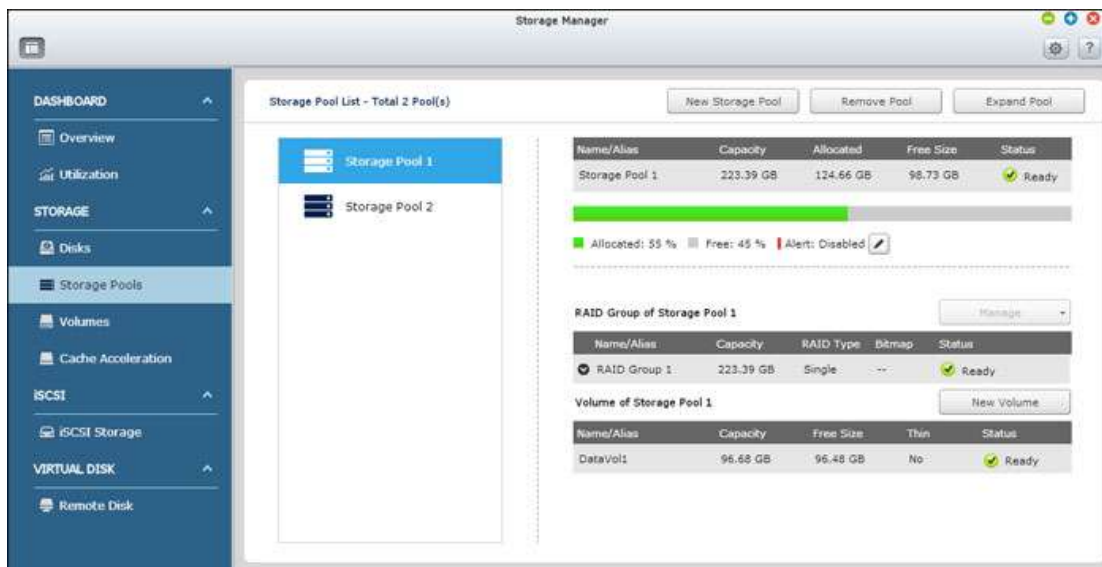 Storage Manager
?
DASHBOARD
Overview
Utilization
STORAGE
Disks
Storage Pools
Volumes
Cache Acceleration
iSCSI
iSCSI Storage
VIRTUAL DISK
Remote Disk
Storage Pool List - Total 2 Pool(s)
New Storage Pool
Remove Pool
Expand Pool
Storage Pool 1
Storage Pool 2
Name/Alias Capacity Allocated Free Size Status
Storage Pool 1 223.39 GB 124.66 GB 98.73 GB Ready
Allocated: 55 % Free: 45 % Alert: Disabled
RAID Group of Storage Pool 1
Manage
Name/Alias Capacity RAID Type Bitmap Status
RAID Group 1 223.39 GB Single -- Ready
Volume of Storage Pool 1
New Volume
Name/Alias Capacity Free Size Thin Status
DataVol1 96.68 GB 96.48 GB No Ready